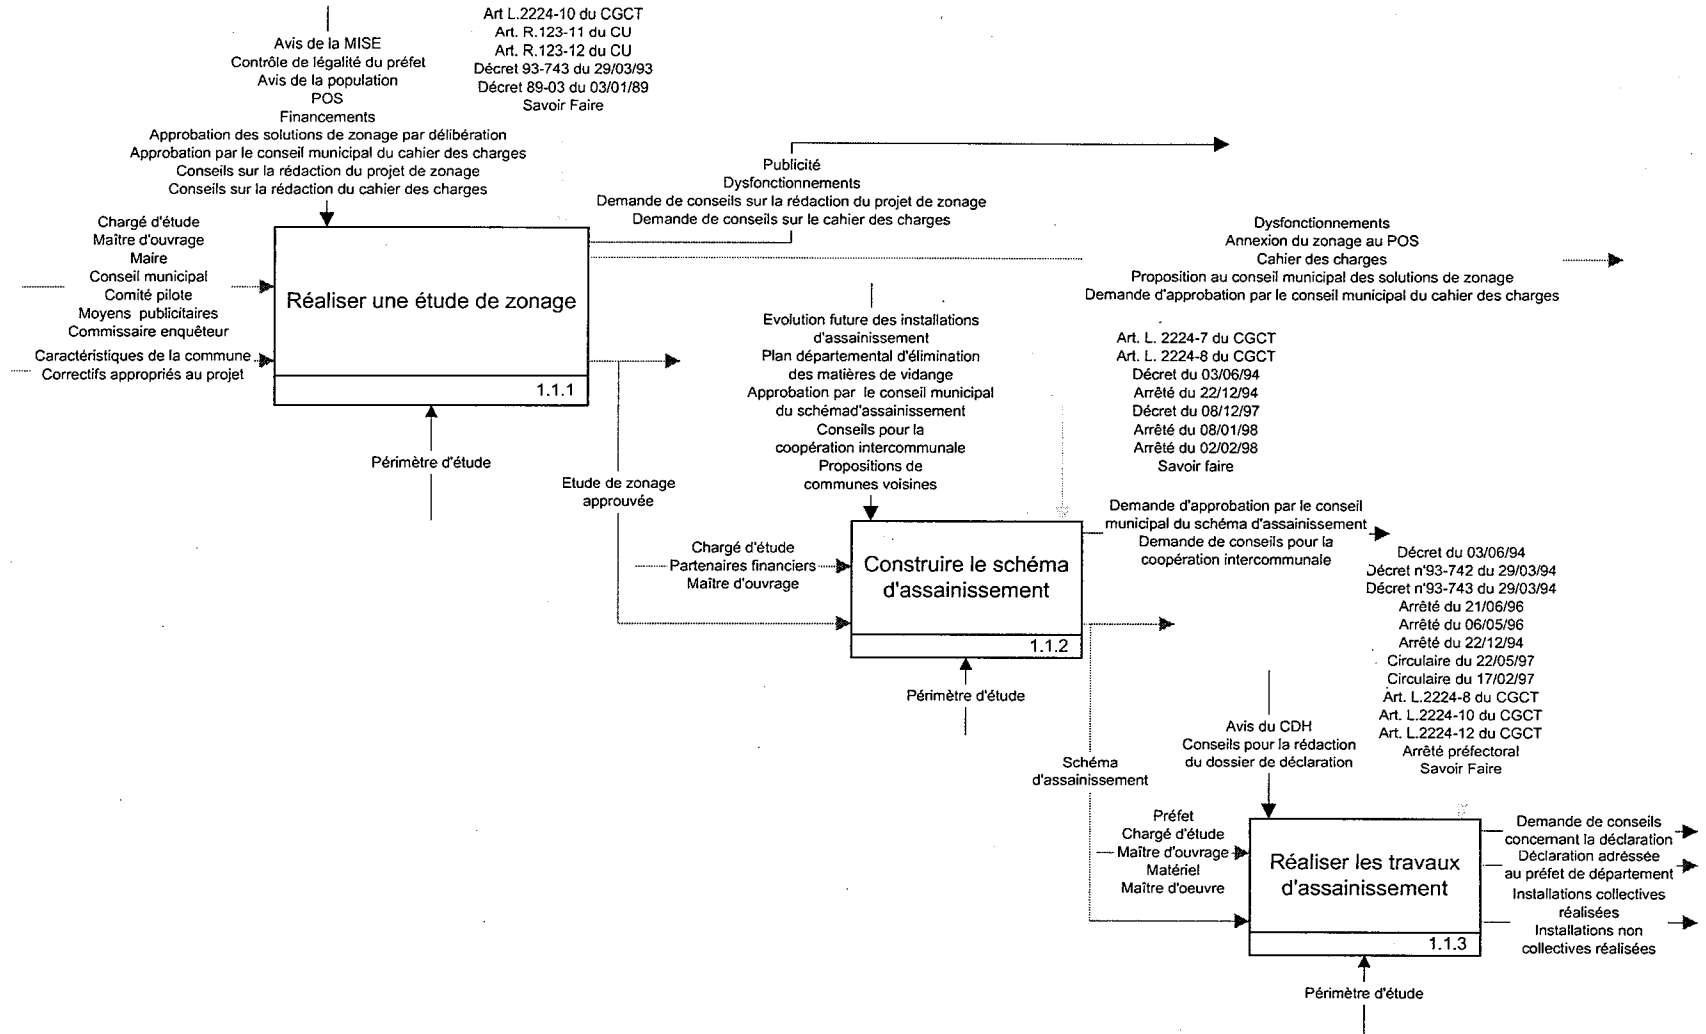 Avis de la MISE
Contrôle de légalité du préfet
Avis de la population
POS
Financements
Approbation des solutions de zonage par délibération
Approbation par le conseil municipal du cahier des charges
Conseils sur la rédaction du projet de zonage
Conseils sur la rédaction du cahier des charges
Art L.2224-10 du CGCT
Art. R.123-11 du CU
Art. R.123-12 du CU
Décret 93-743 du 29/03/93
Décret 89-03 du 03/01/89
Savoir Faire
Publicité
Dysfonctionnements
Demande de conseils sur la rédaction du projet de zonage
Demande de conseils sur le cahier des charges
Chargé d'étude
Maître d'ouvrage
Maire
Conseil municipal
Comité pilote
Moyens publicitaires
Commissaire enquêteur
Caractéristiques de la commune
Correctifs appropriés au projet
Réaliser une étude de zonage
1.1.1
Périmètre d'étude
Dysfonctionnements
Annexion du zonage au POS
Cahier des charges
Proposition au conseil municipal des solutions de zonage
Demande d'approbation par le conseil municipal du cahier des charges
Evolution future des installations
d'assainissement
Plan départemental d'élimination
des matières de vidange
Approbation par le conseil municipal
du schémad'assainissement
Conseils pour la
coopération intercommunale
Propositions de
communes voisines
Art. L. 2224-7 du CGCT
Art. L. 2224-8 du CGCT
Décret du 03/06/94
Arrêté du 22/12/94
Décret du 08/12/97
Arrêté du 08/01/98
Arrêté du 02/02/98
Savoir faire
Etude de zonage
approuvée
Chargé d'étude
Partenaires financiers
Maître d'ouvrage
Construire le schéma
d'assainissement
1.1.2
Périmètre d'étude
Demande d'approbation par le conseil
municipal du schéma d'assainissement
Demande de conseils pour la
coopération intercommunale
Décret du 03/06/94
Décret n°93-742 du 29/03/94
Décret n°93-743 du 29/03/94
Arrêté du 21/06/96
Arrêté du 06/05/96
Arrêté du 22/12/94
Circulaire du 22/05/97
Circulaire du 17/02/97
Art. L.2224-8 du CGCT
Art. L.2224-10 du CGCT
Art. L.2224-12 du CGCT
Arrêté préfectoral
Savoir Faire
Avis du CDH
Conseils pour la rédaction
du dossier de déclaration
Schéma
d'assainissement
Préfet
Chargé d'étude
Maître d'ouvrage
Matériel
Maître d'oeuvre
Réaliser les travaux
d'assainissement
1.1.3
Périmètre d'étude
Demande de conseils
concernant la déclaration
Déclaration adréssée
au préfet de département
Installations collectives
réalisées
Installations non
collectives réalisées